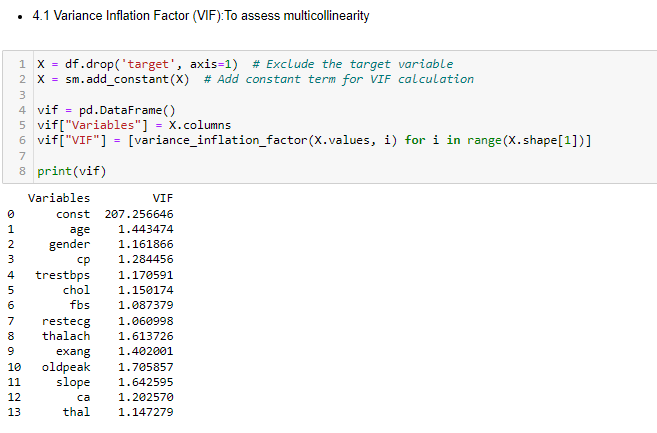 • 4.1 Variance Inflation Factor (VIF):To assess multicollinearity
1 X = df.drop('target', axis=1)  # Exclude the target variable
2 X = sm.add_constant(X)  # Add constant term for VIF calculation
3
4 vif = pd.DataFrame()
5 vif["Variables"] = X.columns
6 vif["VIF"] = [variance_inflation_factor(X.values, i) for i in range(X.shape[1])]
7
8 print(vif)
Variables VIF
0 const 207.256646
1 age 1.443474
2 gender 1.161866
3 cp 1.284456
4 trestbps 1.170591
5 chol 1.150174
6 fbs 1.087379
7 restecg 1.060998
8 thalach 1.613726
9 exang 1.402001
10 oldpeak 1.705857
11 slope 1.642595
12 ca 1.202570
13 thal 1.147279